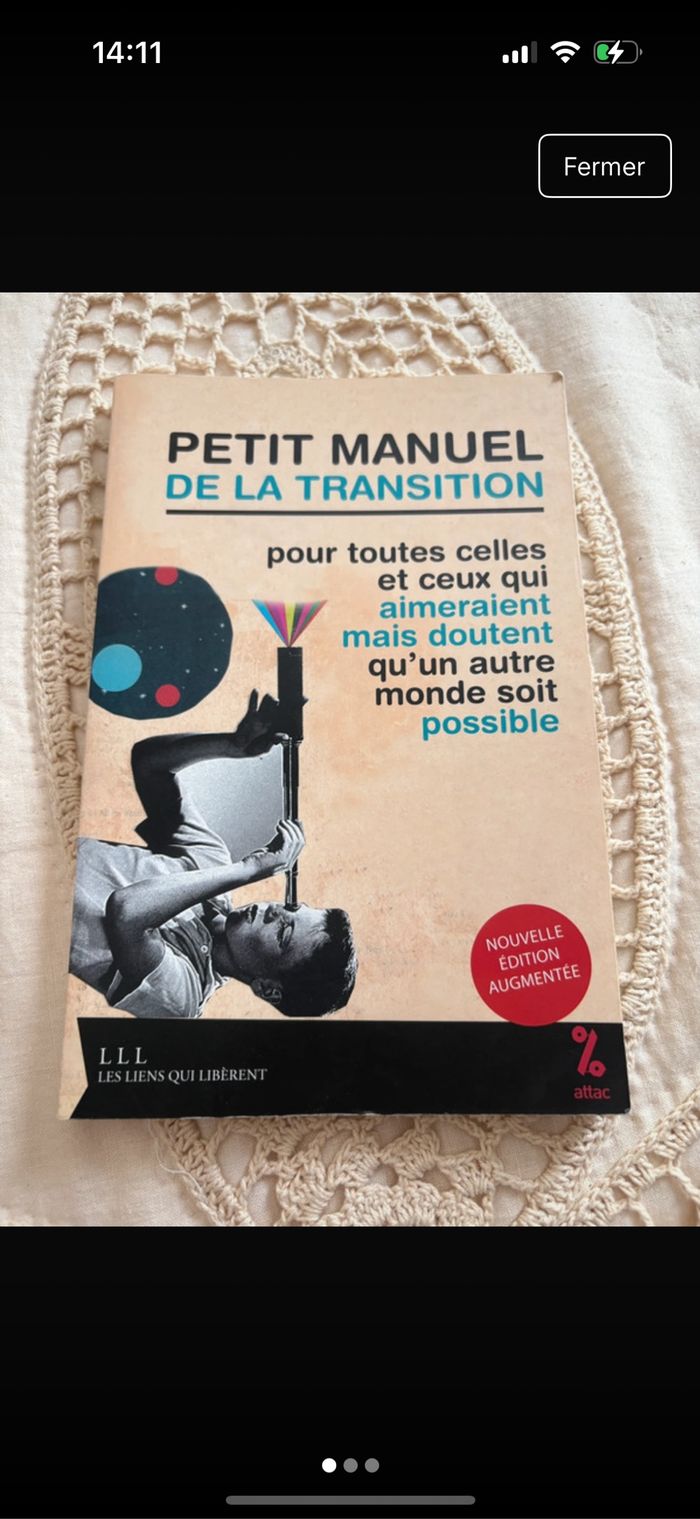 14:11
Fermer
PETIT MANUEL
DE LA TRANSITION
pour toutes celles
et ceux qui
aimeraient
mais doutent
qu'un autre
monde soit
possible
NOUVELLE
ÉDITION
AUGMENTÉE
LLL
LES LIENS QUI LIBÈRENT
attac